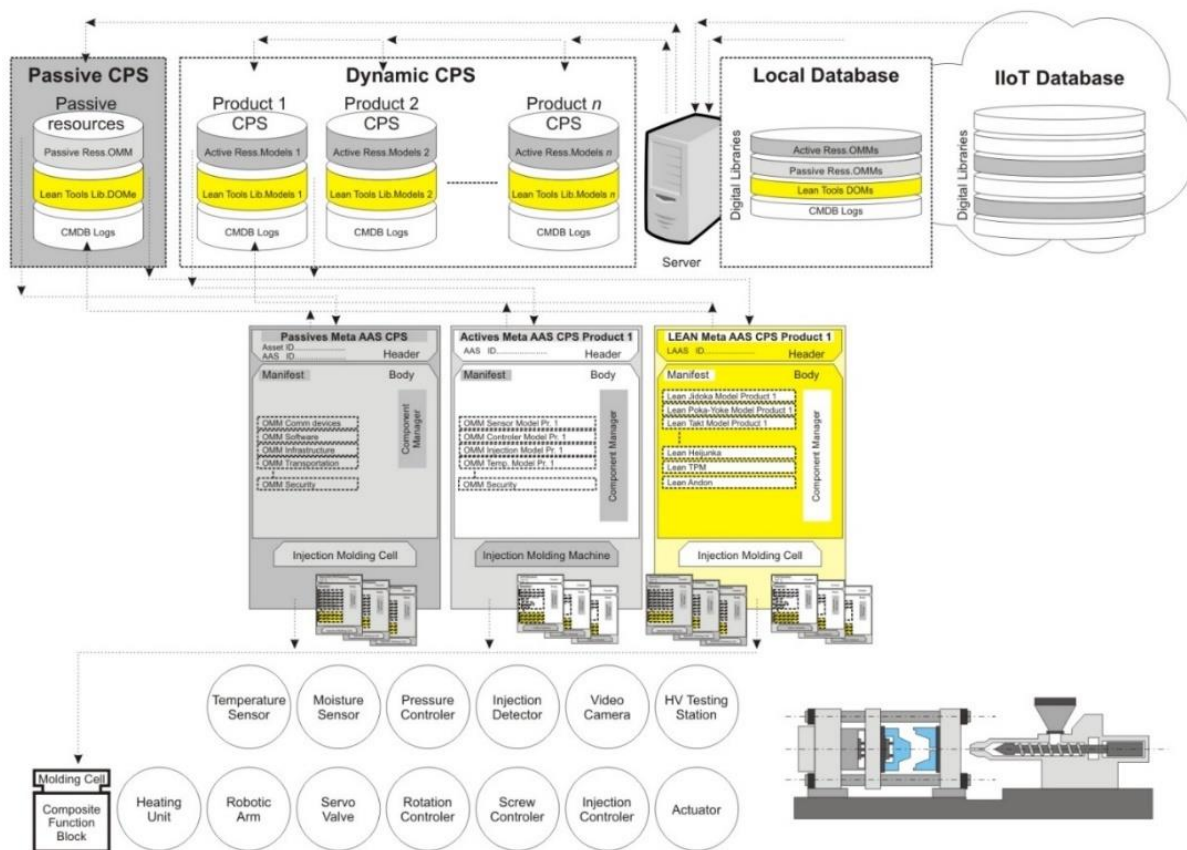 Passive CPS
Passive
resources
Passive Ress.OMM
Lean Tools Lib.DOMe
CMDB Logs
Dynamic CPS
Product 1
CPS
Active Ress.Models 1
Lean Tools Lib.Models 1
CMDB Logs
Product 2
CPS
Active Ress.Models 2
Lean Tools Lib.Models 2
CMDB Logs
Product n
CPS
Active Ress.Models n
Lean Tools Lib.Models n
CMDB Logs
Server
Local Database
Digital Libraries
Active Ress.OMMs
Passive Ress.OMMs
Lean Tools DOMs
CMDB Logs
IIoT Database
Digital Libraries
Passives Meta AAS CPS
Asset ID....................
AAS ID....................
Header
Manifest
Body
OMM Comm devices
OMM Software
OMM Infrastructure
OMM Transportation
OMM Security
Component
Manager
Injection Molding Cell
Actives Meta AAS CPS Product 1
AAS ID....................
Header
Manifest
Body
OMM Sensor Model Pr. 1
OMM Controler Model Pr. 1
OMM Injection Model Pr. 1
OMM Temp. Model Pr. 1
OMM Security
Component Manager
Injection Molding Machine
LEAN Meta AAS CPS Product 1
LAAS ID....................
Header
Manifest
Body
Lean Jidoka Model Product 1
Lean Poka-Yoke Model Product 1
Lean Takt Model Product 1
Lean Heijunka
Lean TPM
Lean Andon
Component Manager
Injection Molding Cell
Temperature
Sensor
Moisture
Sensor
Pressure
Controler
Injection
Detector
Video
Camera
HV Testing
Station
Molding Cell
Composite
Function
Block
Heating
Unit
Robotic
Arm
Servo
Valve
Rotation
Controler
Screw
Controler
Injection
Controler
Actuator